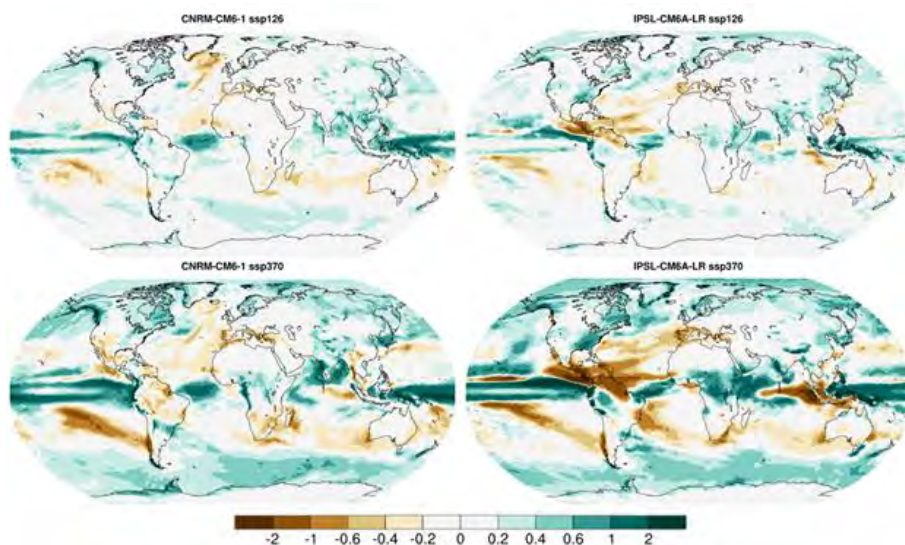 CNRM-CM6-1 ssp126
IPSL-CM6A-LR ssp126
CNRM-CM6-1 ssp370
IPSL-CM6A-LR ssp370
-2 -1 -0.6 -0.4 -0.2 0 0.2 0.4 0.6 1 2